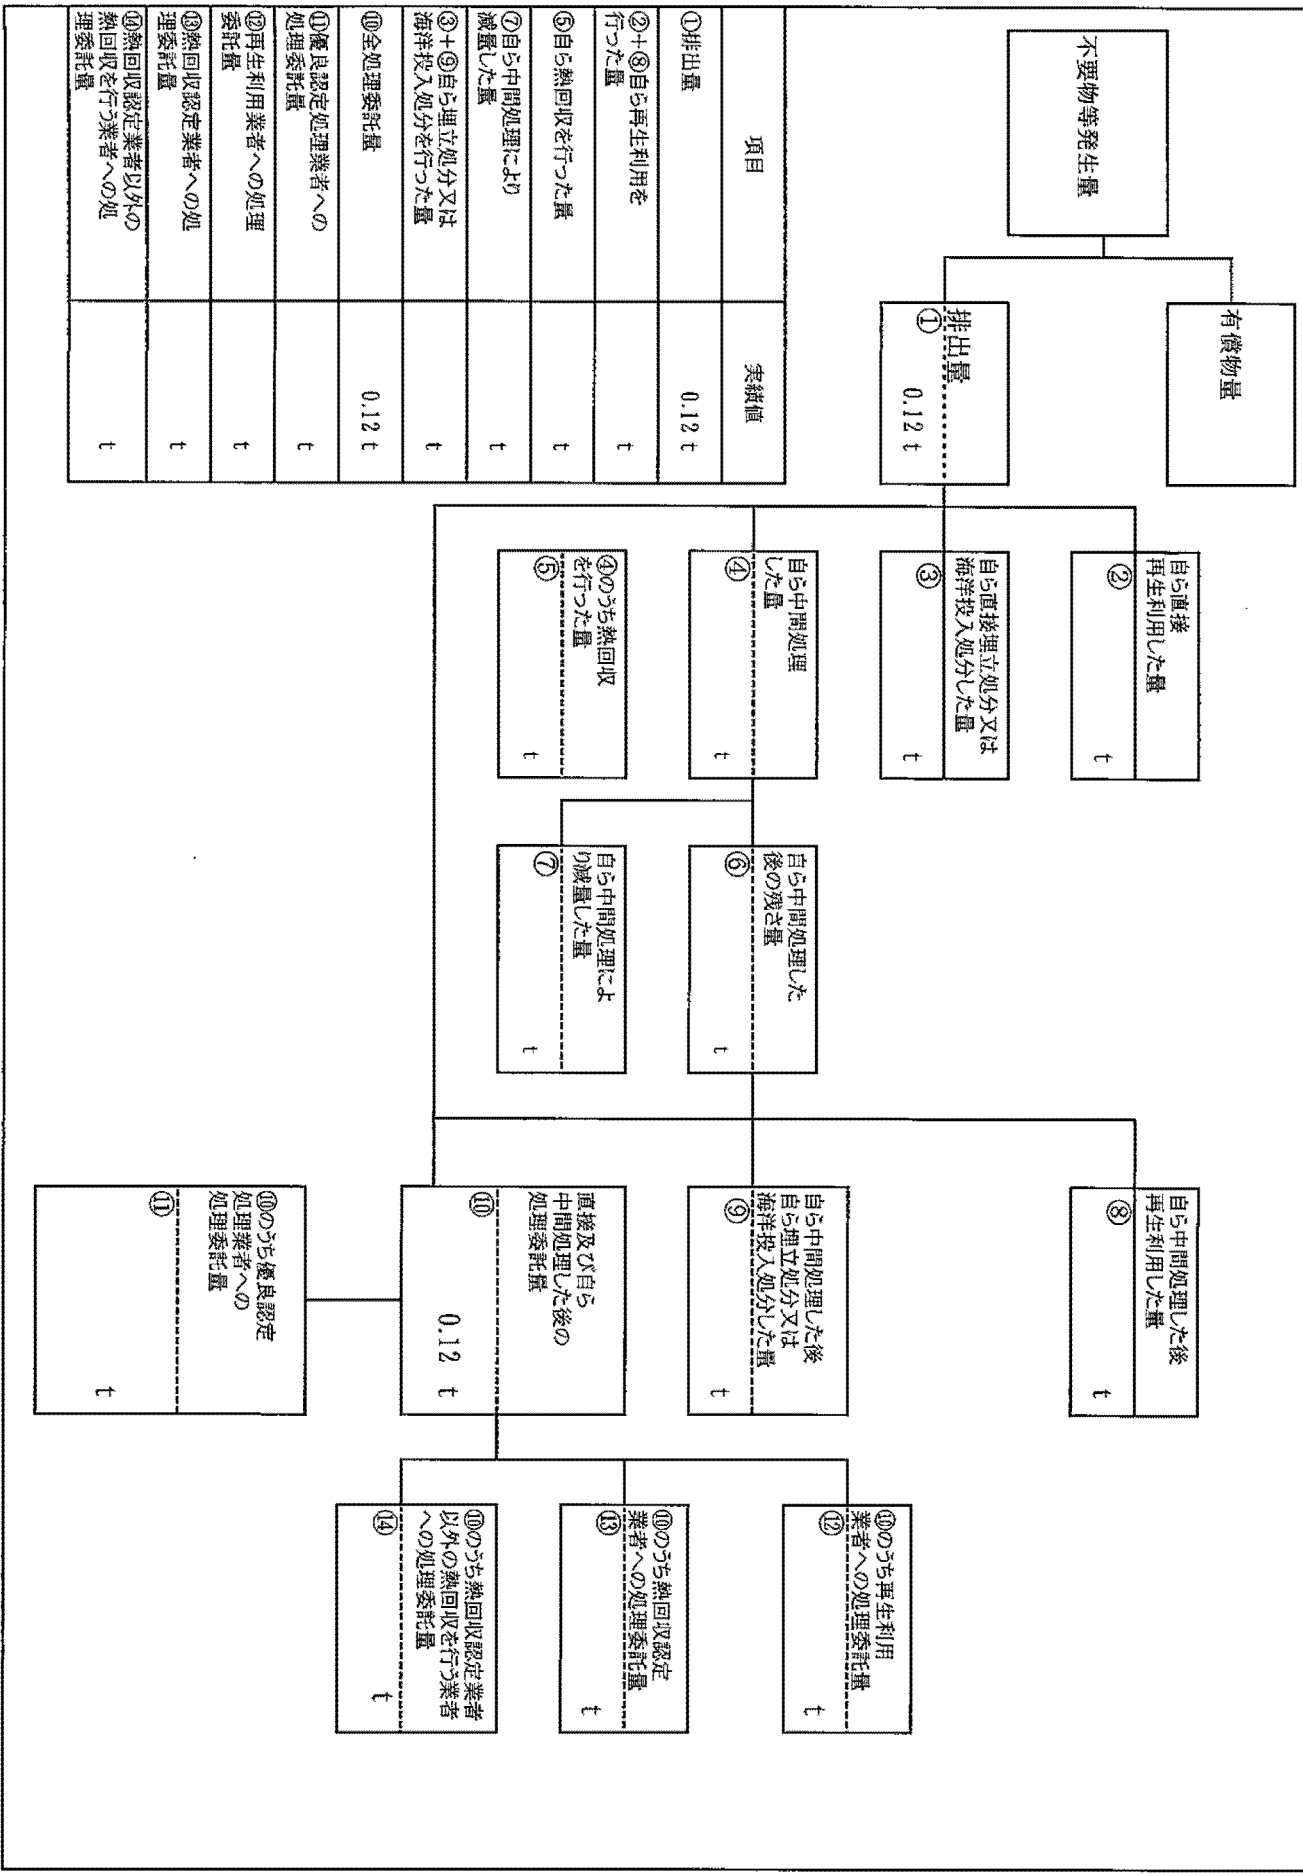 不要物等発生量
有償物量
排出量
①
0.12 t
自ら直接
再生利用した量
②
t
自ら直接埋立処分又は
海洋投入処分した量
③
t
自ら中間処理
した量
④
④のうち熱回収
を行った量
⑤
t
自ら中間処理した
後の残さ量
⑥
t
自ら中間処理によ
り減量した量
⑦
t
自ら中間処理した後
再生利用した量
⑧
t
自ら中間処理した後
自ら埋立処分又は
海洋投入処分した量
⑨
t
直接及び自ら
中間処理した後の
処理委託量
⑩
0.12 t
⑩のうち優良認定
処理業者への
処理委託量
⑪
t
⑩のうち再生利用
業者への処理委託量
⑫
t
⑩のうち熱回収認定
業者への処理委託量
⑬
t
⑩のうち熱回収認定業者
以外の熱回収を行う業者
への処理委託量
⑭
t
項目 実績値
①排出量 0.12 t
②+⑧自ら再生利用を
行った量 t
⑤自ら熱回収を行った量 t
⑦自ら中間処理により
減量した量 t
③+⑨自ら埋立処分又は
海洋投入処分を行った量 t
⑩全処理委託量 0.12 t
⑪優良認定処理業者への
処理委託量 t
⑫再生利用業者への処理
委託量 t
⑬熱回収認定業者への処
理委託量 t
⑭熱回収認定業者以外の
熱回収を行う業者への処
理委託量 t